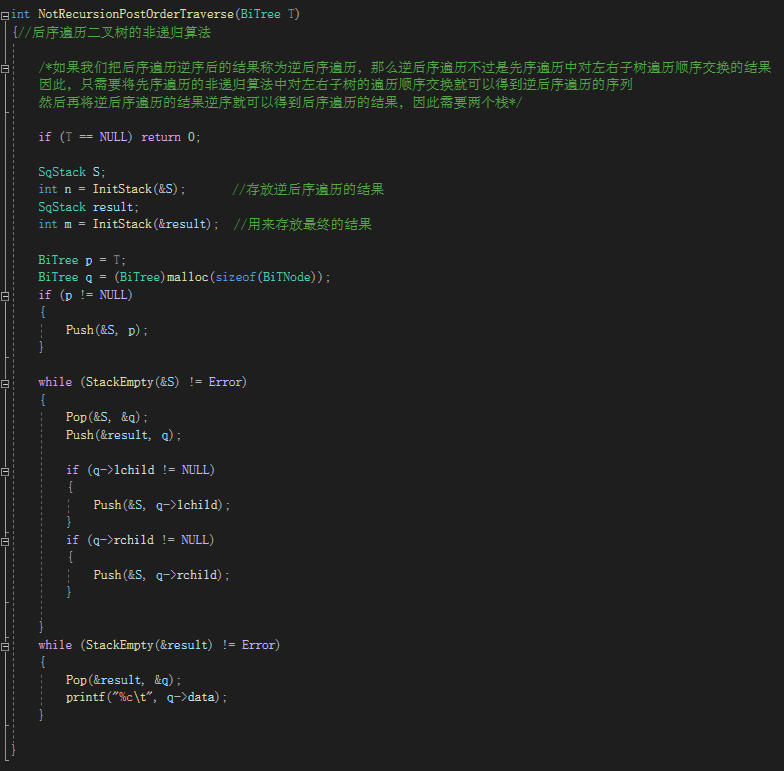 int NotRecursionPostOrderTraverse(BiTree T)
{//后序遍历二叉树的非递归算法
/*如果我们把后序遍历逆序后的结果称为逆后序遍历，那么逆后序遍历不过是先序遍历中对左右子树遍历顺序交换的结果
因此，只需要将先序遍历的非递归算法中对左右子树的遍历顺序交换就可以得到逆后序遍历的序列
然后再将逆后序遍历的结果逆序就可以得到后序遍历的结果，因此需要两个栈*/
if (T == NULL) return 0;
SqStack S;
int n = InitStack(&S);      //存放逆后序遍历的结果
SqStack result;
int m = InitStack(&result);  //用来存放最终的结果
BiTree p = T;
BiTree q = (BiTree)malloc(sizeof(BiTNode));
if (p != NULL)
{
Push(&S, p);
}
while (StackEmpty(&S) != Error)
{
Pop(&S, &q);
Push(&result, q);
if (q->lchild != NULL)
{
Push(&S, q->lchild);
}
if (q->rchild != NULL)
{
Push(&S, q->rchild);
}
}
while (StackEmpty(&result) != Error)
{
Pop(&result, &q);
printf("%c\t", q->data);
}
}